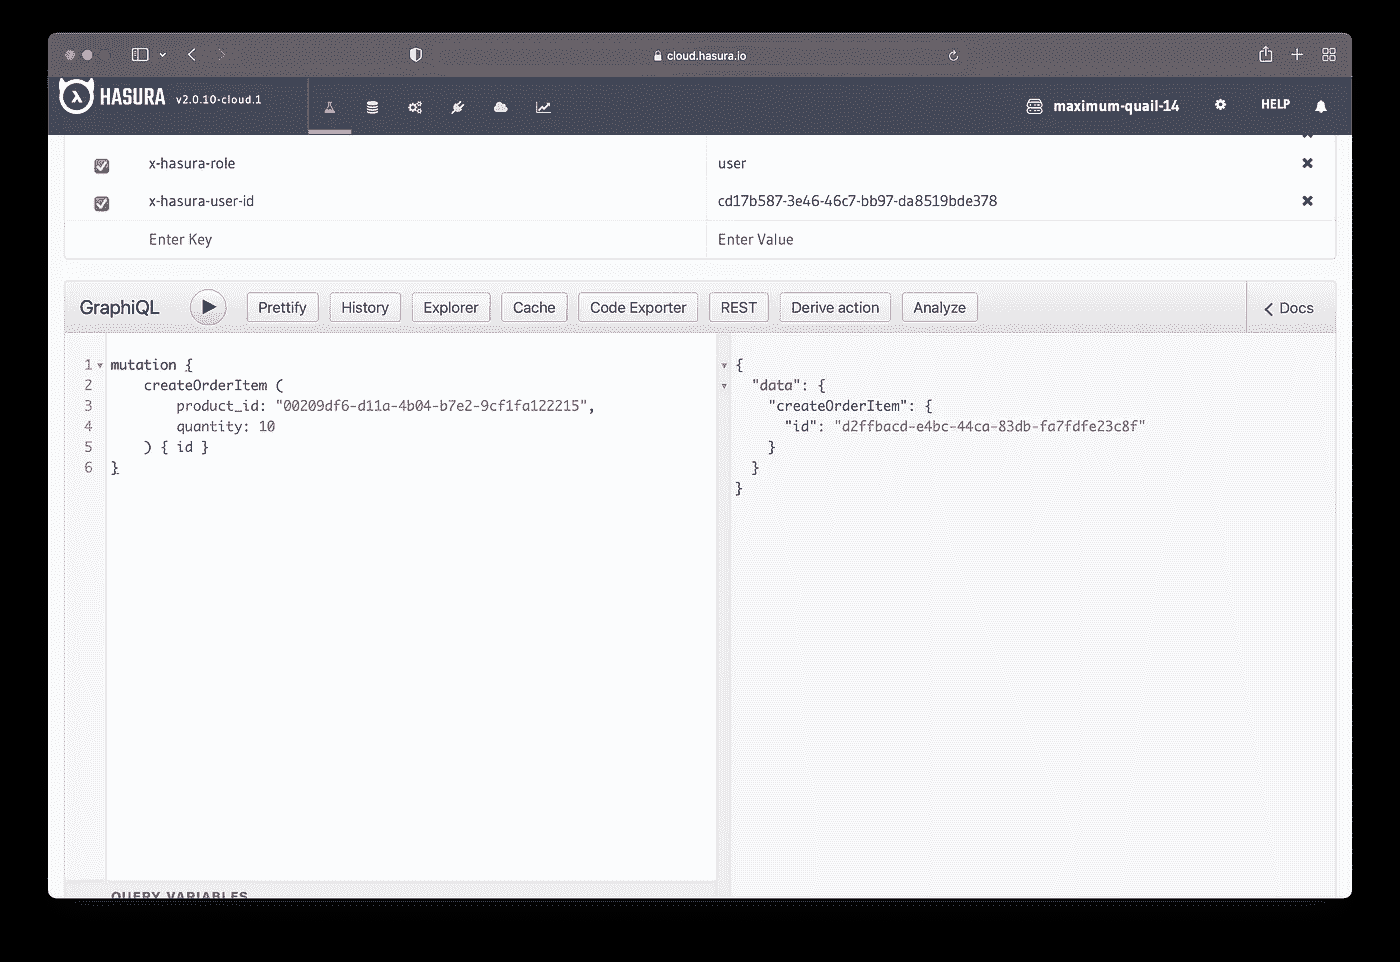 cloud.hasura.io
HASURA v2.0.10-cloud.1 maximum-quail-14 HELP
x-hasura-role user
x-hasura-user-id cd17b587-3e46-46c7-bb97-da8519bde378
Enter Key Enter Value
GraphiQL Prettify History Explorer Cache Code Exporter REST Derive action Analyze Docs
1 mutation { {
2 createOrderItem ( "data": {
3 product_id: "00209df6-d11a-4b04-b7e2-9cf1fa122215", "createOrderItem": {
4 quantity: 10 "id": "d2ffbacd-e4bc-44ca-83db-fa7fdfe23c8f"
5 ) { id } }
6 } }
}
QUERY VARIABLES